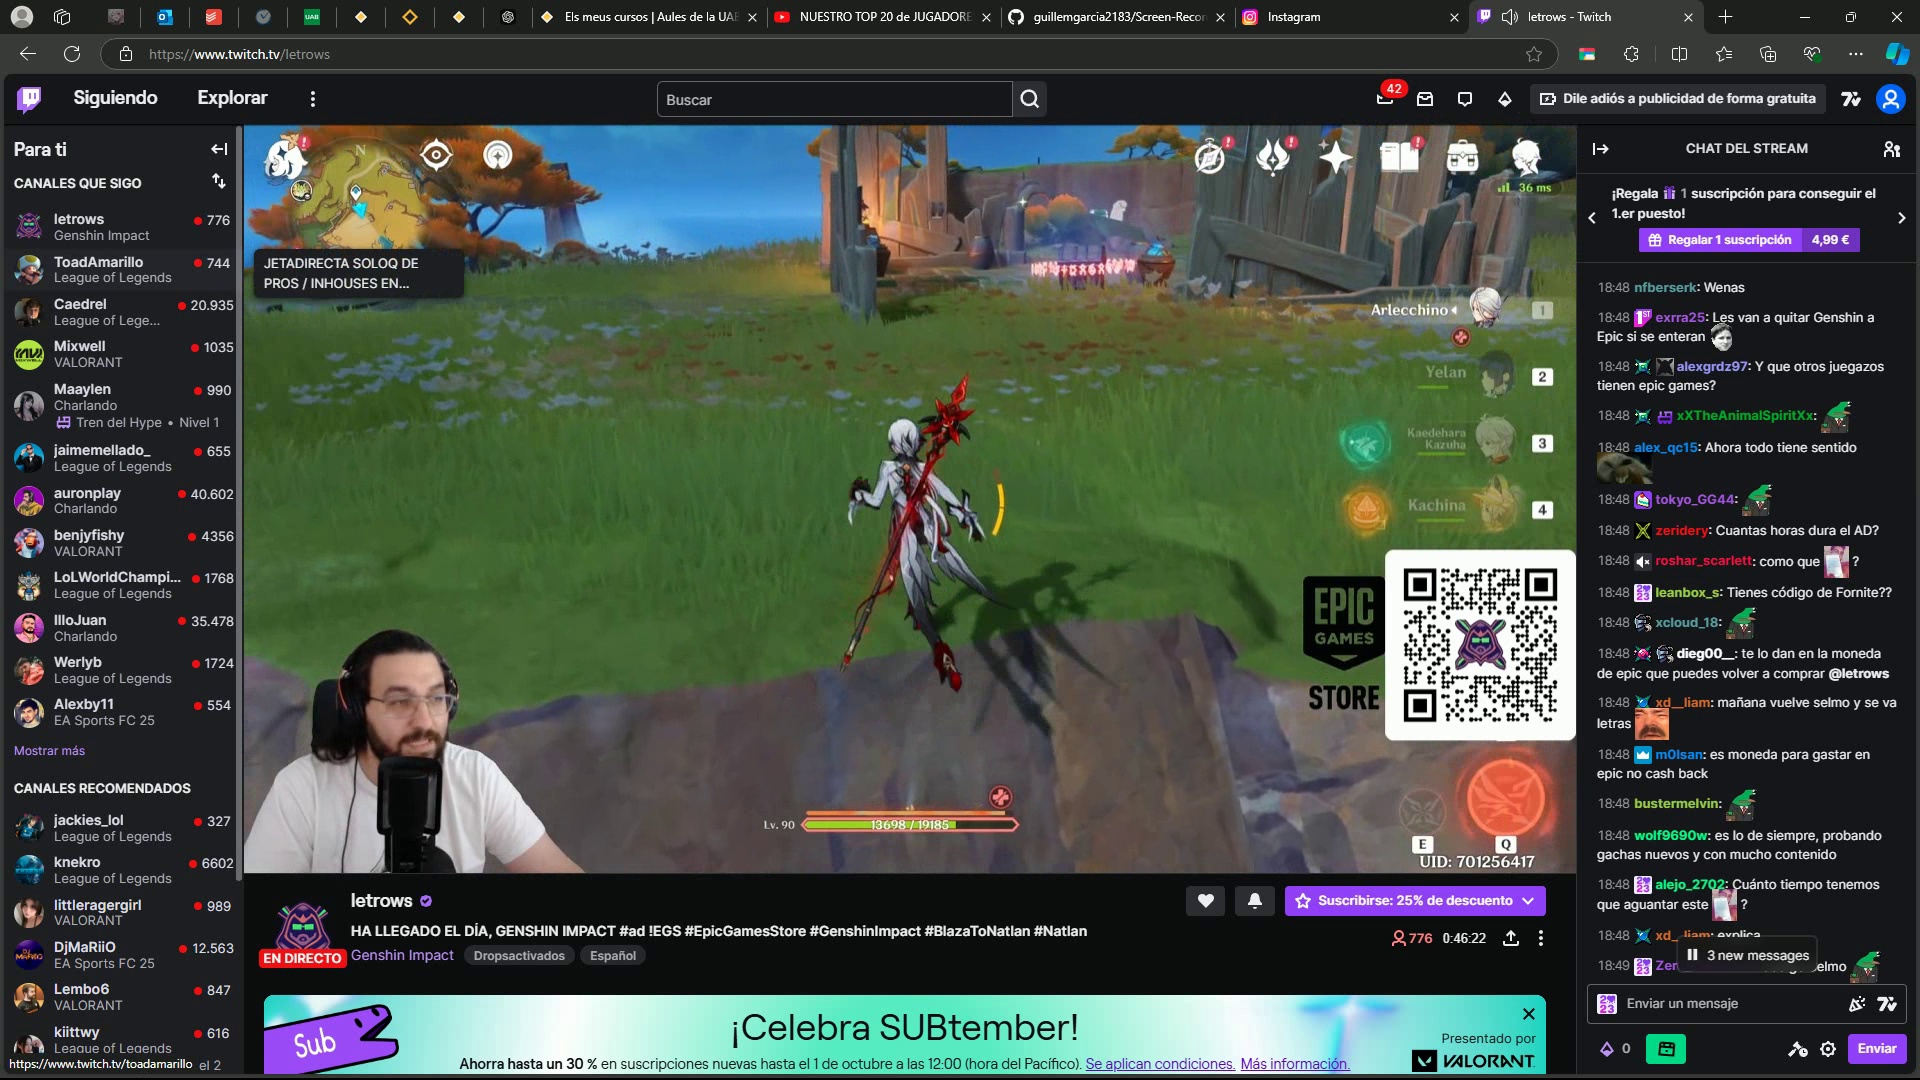 Els meus cursos | Aules de la UAB
NUESTRO TOP 20 de JUGADORE
guillemgarcia2183/Screen-Recor
Instagram
letrows - Twitch
https://www.twitch.tv/letrows
Siguiendo
Explorar
Buscar
42
Dile adiós a publicidad de forma gratuita
Para ti
CANALES QUE SIGO
letrows
776
Genshin Impact
ToadAmarillo
744
League of Legends
Caedrel
20.935
League of Lege...
Mixwell
1035
VALORANT
Maaylen
990
Charlando
Tren del Hype • Nivel 1
jaimemellado_
655
League of Legends
auronplay
40.602
Charlando
benjyfishy
4356
VALORANT
LoLWorldChampi...
1768
League of Legends
IlloJuan
35.478
Charlando
Werlyb
1724
League of Legends
Alexby11
554
EA Sports FC 25
Mostrar más
CANALES RECOMENDADOS
jackies_lol
327
League of Legends
knekro
6602
League of Legends
littleragergirl
989
VALORANT
DjMaRiiO
12.563
EA Sports FC 25
Lembo6
847
VALORANT
kiittwy
616
League of Legends
https://www.twitch.tv/toadamarillo
el 2
N
36 ms
JETADIRECTA SOLOQ DE
PROS / INHOUSES EN...
Arlecchino
1
Yelan
2
Kaedehara
Kazuha
3
Kachina
4
EPIC
GAMES
STORE
Lv. 90
13698 / 19185
E
Q
UID: 701256417
letrows
Suscribirse: 25% de descuento
HA LLEGADO EL DÍA, GENSHIN IMPACT #ad !EGS #EpicGamesStore #GenshinImpact #BlazaToNatlan #Natlan
EN DIRECTO
Genshin Impact
Dropsactivados
Español
776
0:46:22
Sub
¡Celebra SUBtember!
Ahorra hasta un 30 % en suscripciones nuevas hasta el 1 de octubre a las 12:00 (hora del Pacífico). Se aplican condiciones. Más información.
Presentado por
VALORANT
CHAT DEL STREAM
¡Regala 1 suscripción para conseguir el
1.er puesto!
Regalar 1 suscripción
4,99 €
18:48 nfberserk: Wenas
18:48 1ST exrra25: Les van a quitar Genshin a
Epic si se enteran
18:48 alexgrdz97: Y que otros juegazos
tienen epic games?
18:48 xXTheAnimalSpiritXx:
18:48 alex_qc15: Ahora todo tiene sentido
18:48 tokyo_GG44:
18:48 zeridery: Cuantas horas dura el AD?
18:48 roshar_scarlett: como que ?
18:48 leanbox_s: Tienes código de Fornite??
18:48 xcloud_18:
18:48 dieg00__: te lo dan en la moneda
de epic que puedes volver a comprar @letrows
18:48 xd__liam: mañana vuelve selmo y se va
letras
18:48 m0lsan: es moneda para gastar en
epic no cash back
18:48 bustermelvin:
18:48 wolf9690w: es lo de siempre, probando
gachas nuevos y con mucho contenido
18:48 alejo_2702: Cuánto tiempo tenemos
que aguantar este ?
18:48 xd__liam: explica
3 new messages
18:49 Zer
elmo
Enviar un mensaje
0
Enviar